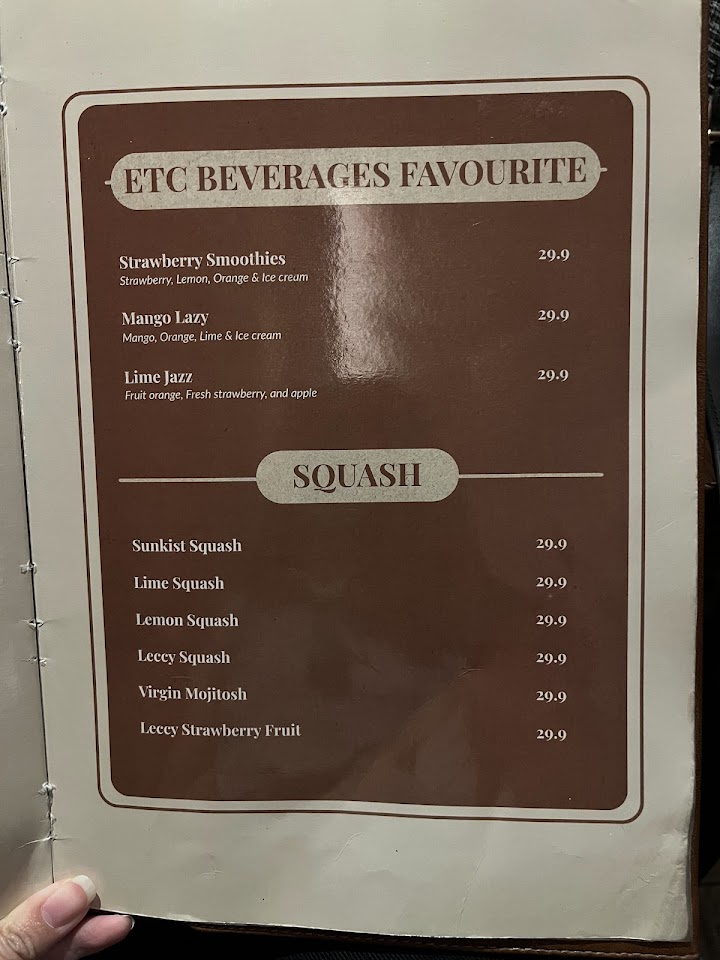 ETC BEVERAGES FAVOURITE
Strawberry Smoothies 29.9
Strawberry, Lemon, Orange & Ice cream
Mango Lazy 29.9
Mango, Orange, Lime & Ice cream
Lime Jazz 29.9
Fruit orange, Fresh strawberry, and apple
SQUASH
Sunkist Squash 29.9
Lime Squash 29.9
Lemon Squash 29.9
Leccy Squash 29.9
Virgin Mojitosh 29.9
Leccy Strawberry Fruit 29.9